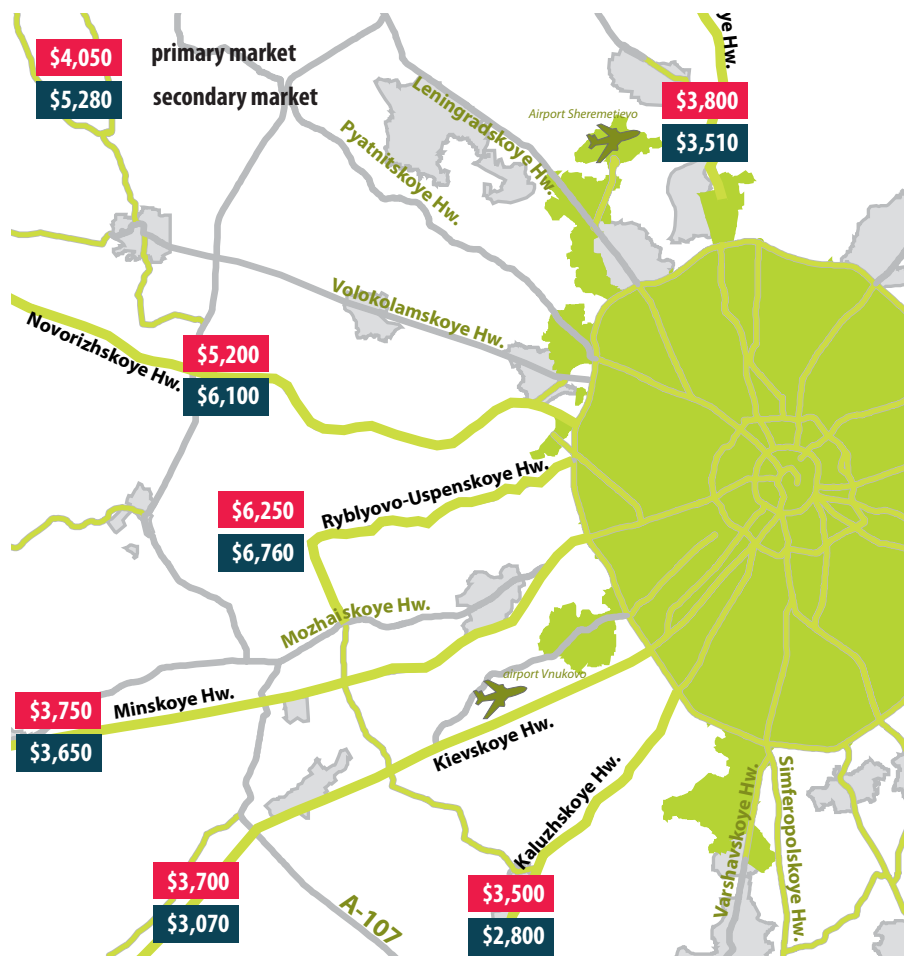 $4,050 primary market
$5,280 secondary market
ye Hw.
$3,800
$3,510
Airport Sheremetievo
Leningradskoye Hw.
Pyatnitskoye Hw.
Volokolamskoye Hw.
Novorizhskoye Hw.
$5,200
$6,100
Ryblyovo-Uspenskoye Hw.
$6,250
$6,760
Mozhaiskoye Hw.
airport Vnukovo
Minskoye Hw.
$3,750
$3,650
Kievskoye Hw.
Kaluzhskoye Hw.
Varshavskoye Hw.
Simferopolskoye Hw.
$3,700
$3,070
A-107
$3,500
$2,800